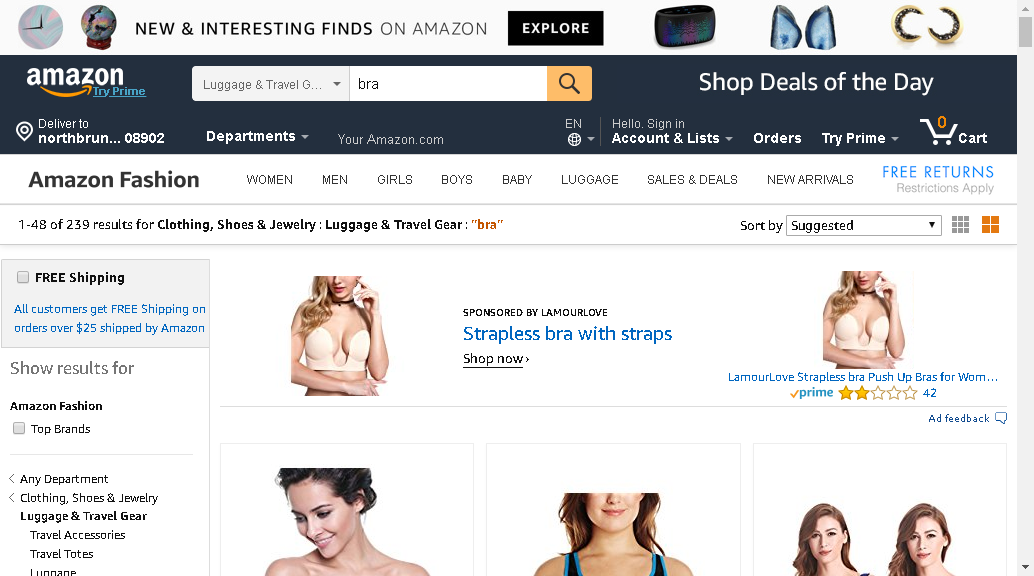 NEW & INTERESTING FINDS ON AMAZON EXPLORE
amazon
Try Prime
Luggage & Travel G... bra
Shop Deals of the Day
Deliver to
northbrun... 08902
Departments
Your Amazon.com
EN
Hello. Sign in
Account & Lists
Orders
Try Prime
0
Cart
Amazon Fashion WOMEN MEN GIRLS BOYS BABY LUGGAGE SALES & DEALS NEW ARRIVALS
FREE RETURNS
Restrictions Apply
1-48 of 239 results for Clothing, Shoes & Jewelry : Luggage & Travel Gear : "bra"
Sort by Suggested
FREE Shipping
All customers get FREE Shipping on
orders over $25 shipped by Amazon
Show results for
Amazon Fashion
Top Brands
Any Department
Clothing, Shoes & Jewelry
Luggage & Travel Gear
Travel Accessories
Travel Totes
Luggage
SPONSORED BY LAMOURLOVE
Strapless bra with straps
Shop now ›
LamourLove Strapless bra Push Up Bras for Wom...
prime 42
Ad feedback